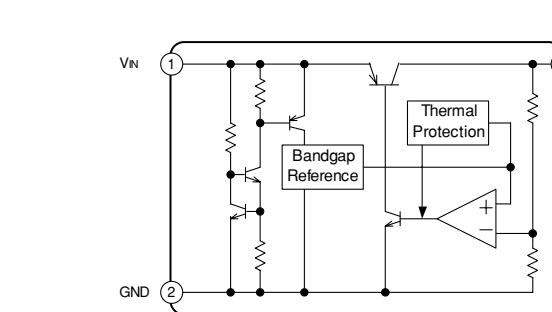 VIN 1
Thermal
Protection
Bandgap
Reference
+
−
GND 2